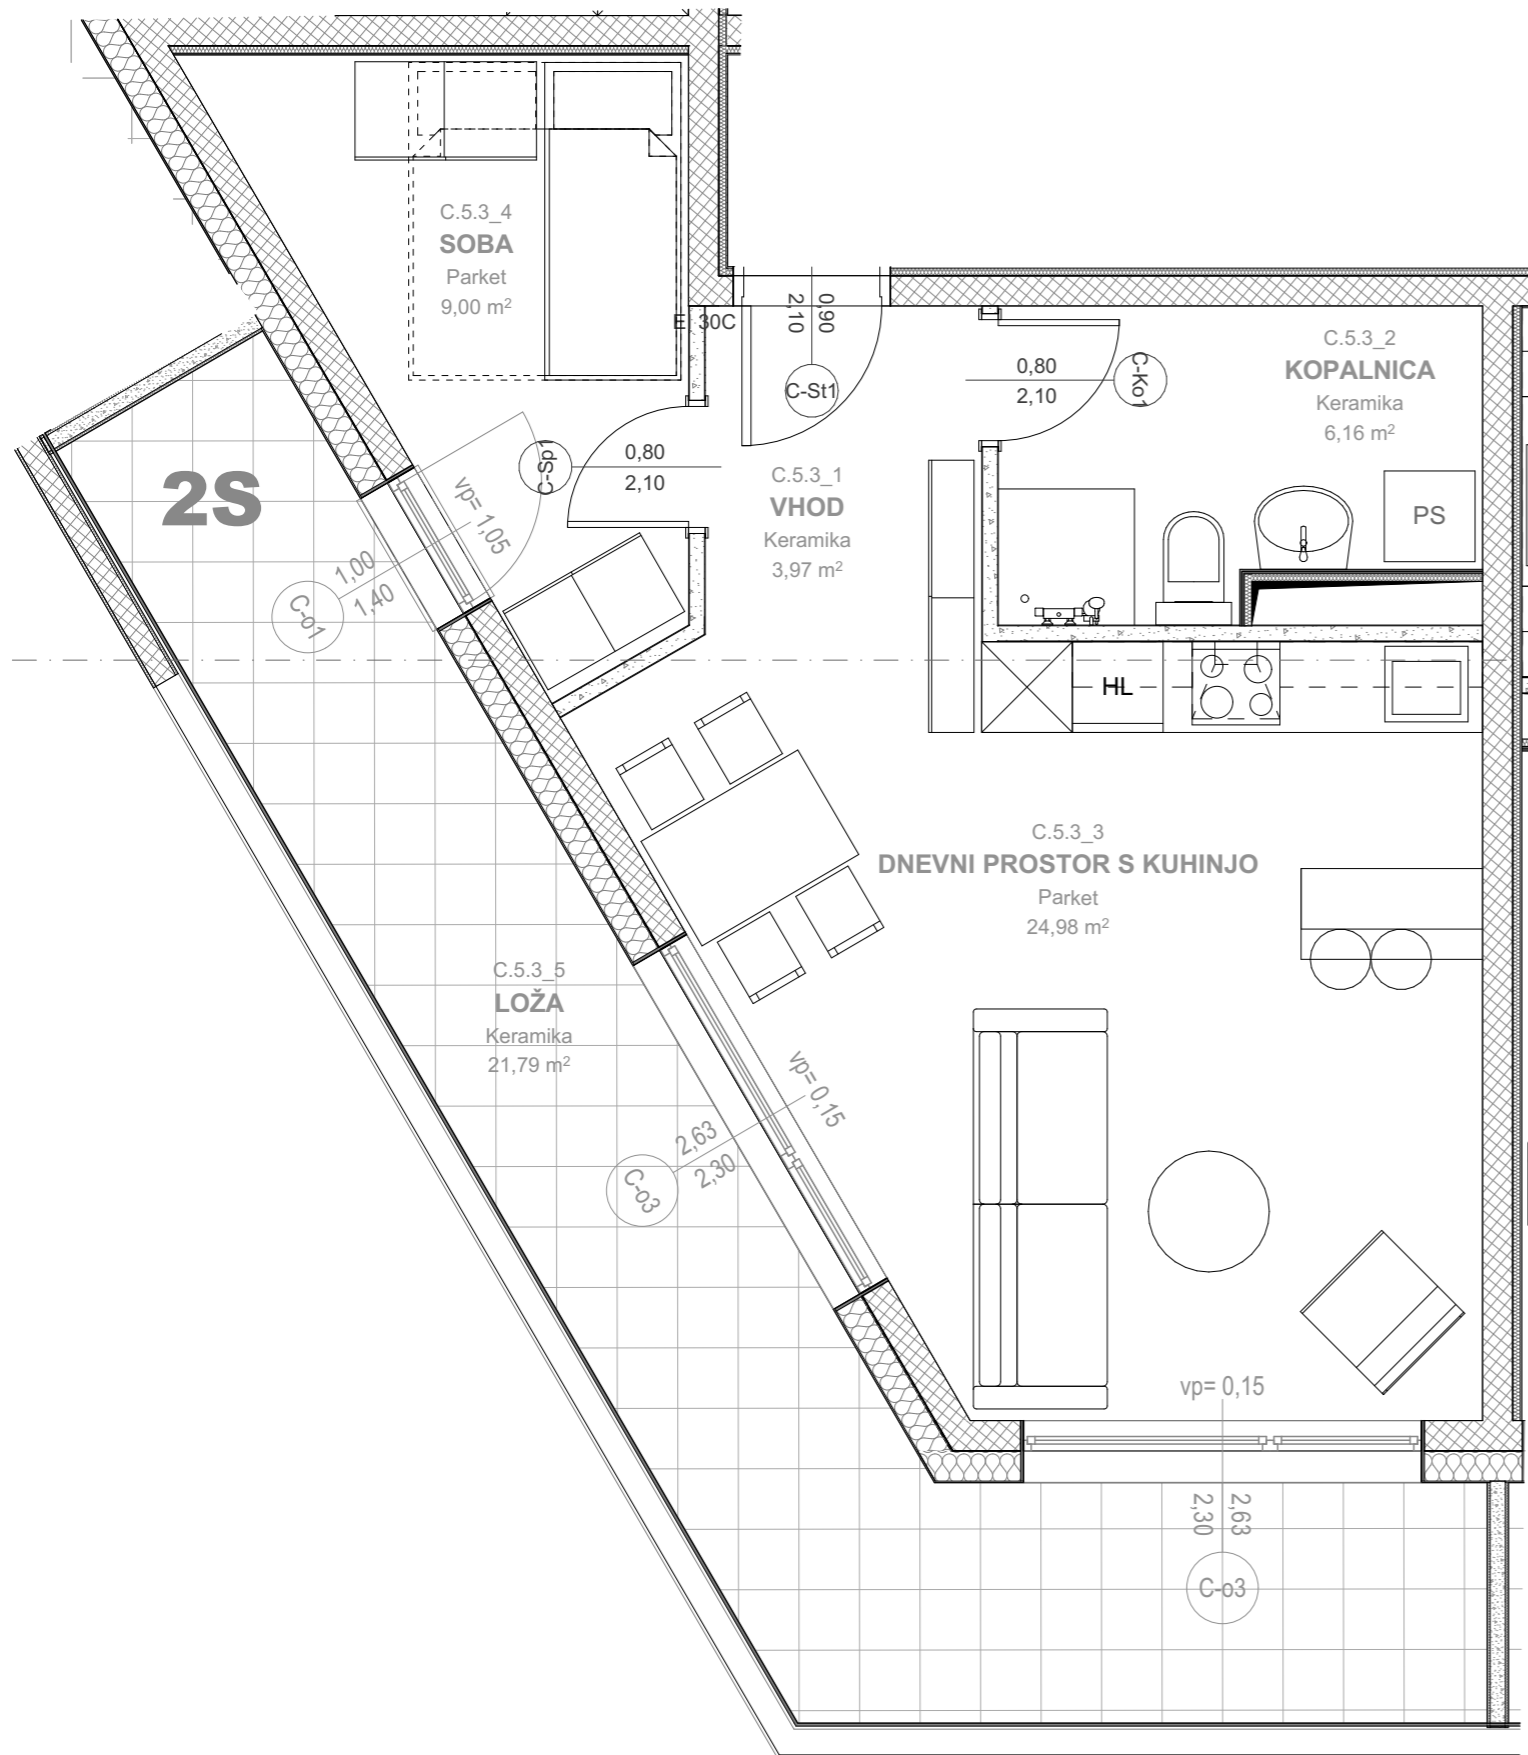 C.5.3_4
SOBA
Parket
9,00 m²
E 30C
0,90
2,10
C-St1
0,80
2,10
C-Ko1
C.5.3_2
KOPALNICA
Keramika
6,16 m²
PS
2S
C-Sp1
0,80
2,10
vp= 1,05
1,00
1,40
C-o1
C.5.3_1
VHOD
Keramika
3,97 m²
HL
C.5.3_3
DNEVNI PROSTOR S KUHINJO
Parket
24,98 m²
C.5.3_5
LOŽA
Keramika
21,79 m²
vp= 0,15
2,63
2,30
C-o3
vp= 0,15
2,63
2,30
C-o3